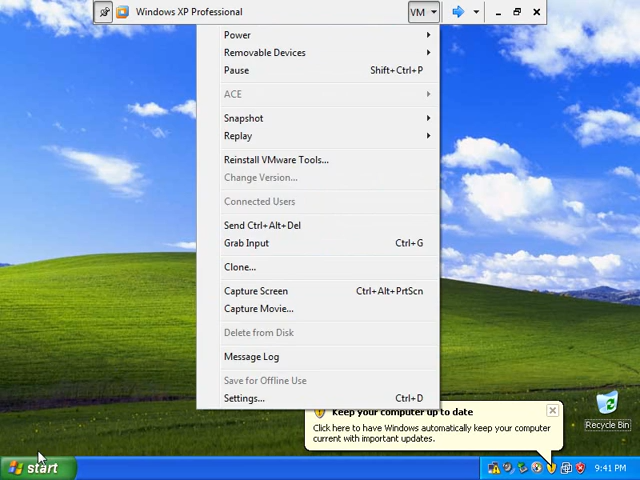 Windows XP Professional
VM
Power
Removable Devices
Pause Shift+Ctrl+P
ACE
Snapshot
Replay
Reinstall VMware Tools...
Change Version...
Connected Users
Send Ctrl+Alt+Del
Grab Input Ctrl+G
Clone...
Capture Screen Ctrl+Alt+PrtScn
Capture Movie...
Delete from Disk
Message Log
Save for Offline Use
Settings... Ctrl+D
Keep your computer up to date
Click here to have Windows automatically keep your computer
current with important updates.
Recycle Bin
start
9:41 PM